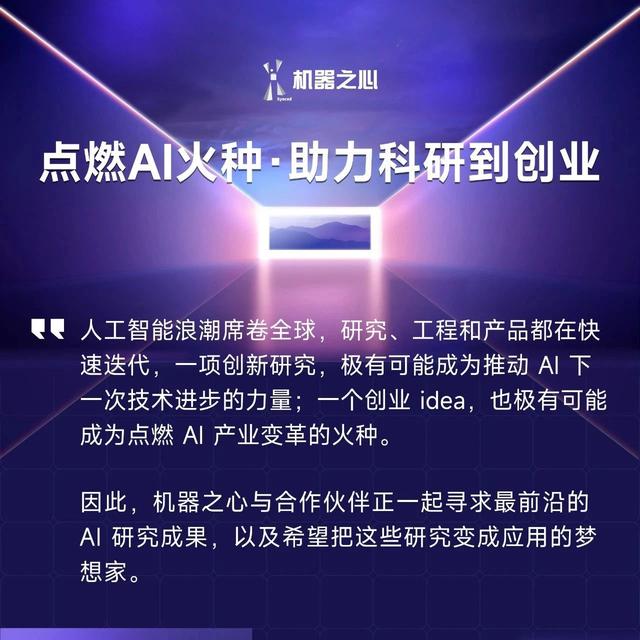 机器之心
Synced
点燃AI火种·助力科研到创业
人工智能浪潮席卷全球，研究、工程和产品都在快
速迭代，一项创新研究，极有可能成为推动 AI 下
一次技术进步的力量；一个创业 idea，也极有可能
成为点燃 AI 产业变革的火种。
因此，机器之心与合作伙伴正一起寻求最前沿的
AI 研究成果，以及希望把这些研究变成应用的梦
想家。